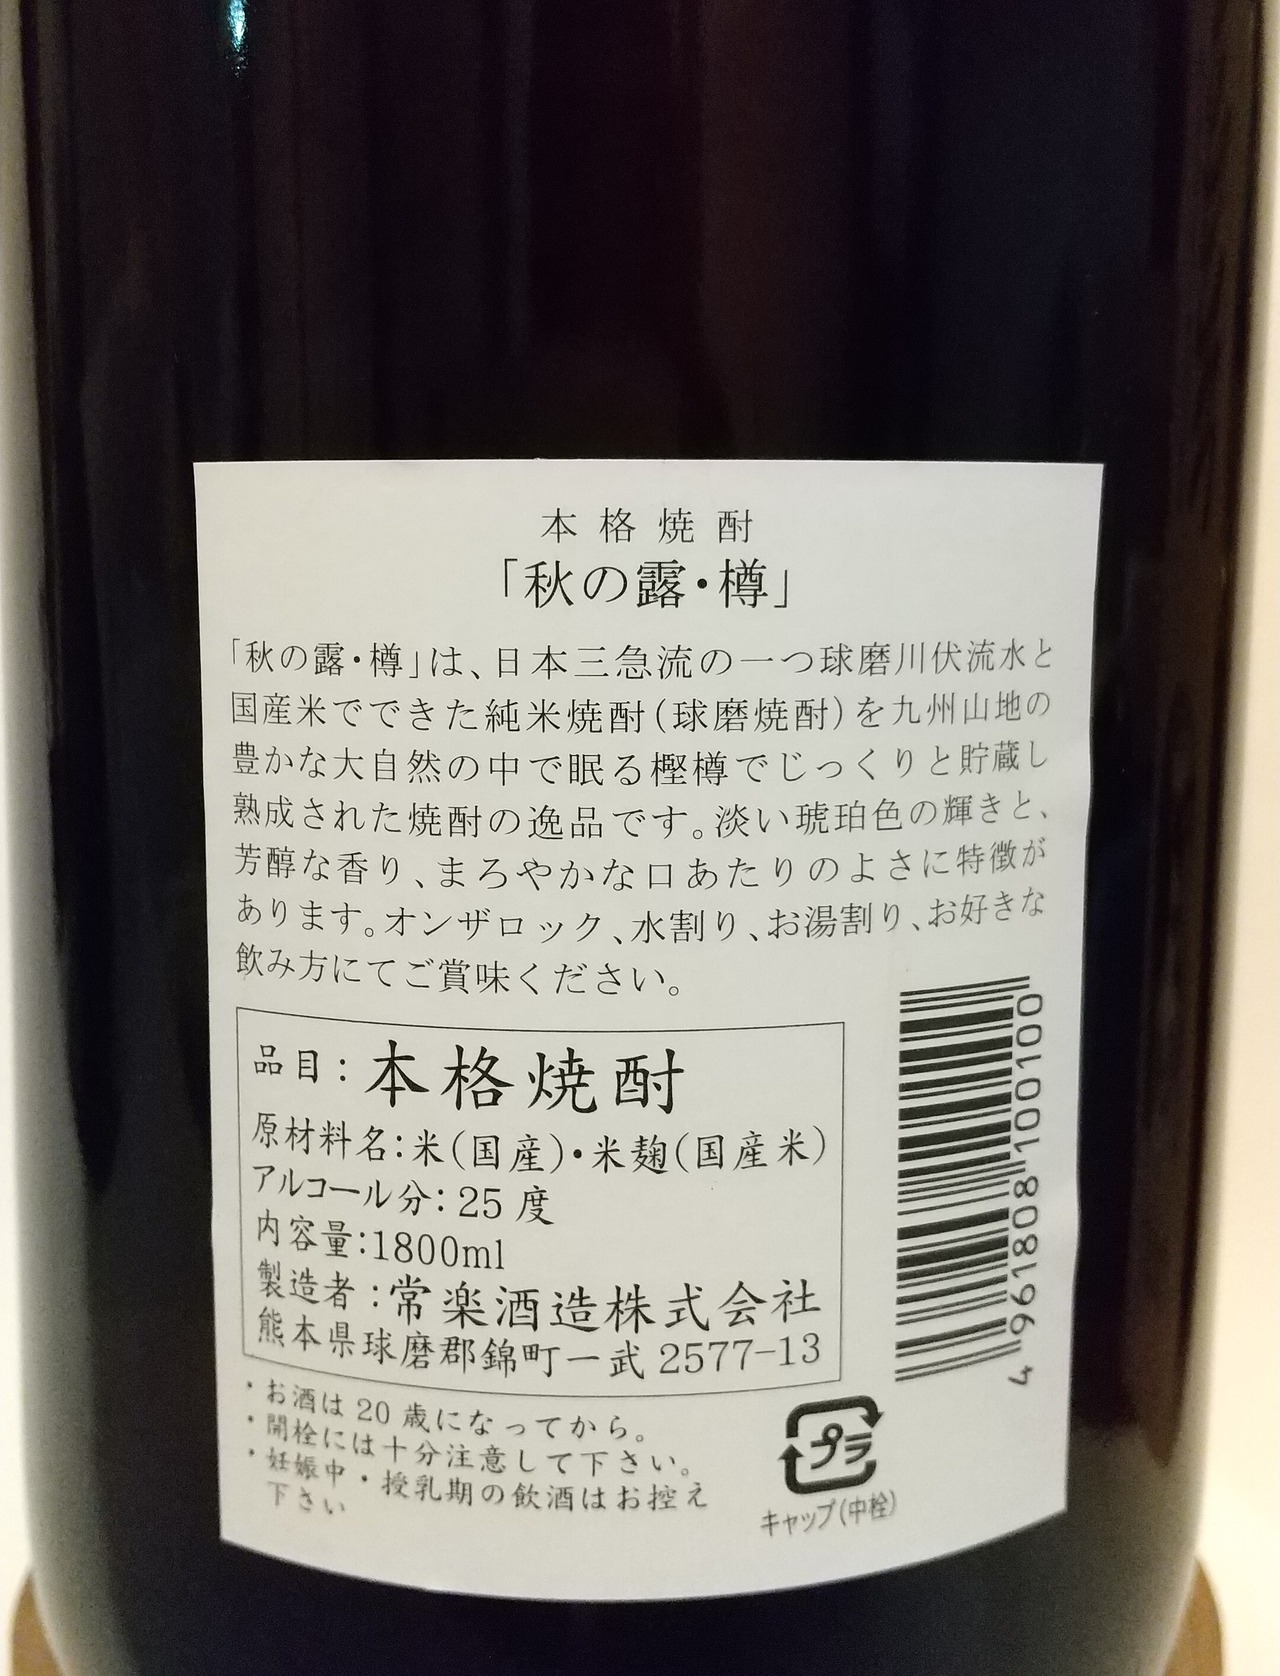 本格焼酎
「秋の露・樽」
「秋の露・樽」は、日本三急流の一つ球磨川伏流水と
国産米でできた純米焼酎(球磨焼酎)を九州山地の
豊かな大自然の中で眠る樫樽でじっくりと貯蔵し
熟成された焼酎の逸品です。淡い琥珀色の輝きと、
芳醇な香り、まろやかな口あたりのよさに特徴が
あります。オンザロック、水割り、お湯割り、お好きな
飲み方にてご賞味ください。
品目:本格焼酎
原材料名:米(国産)・米麹(国産米)
アルコール分:25度
内容量:1800ml
製造者:常楽酒造株式会社
熊本県球磨郡錦町一武2577-13
・お酒は20歳になってから。
・開栓には十分注意して下さい。
・妊娠中・授乳期の飲酒はお控え
下さい
4961808100100
プラ
キャップ(中栓)